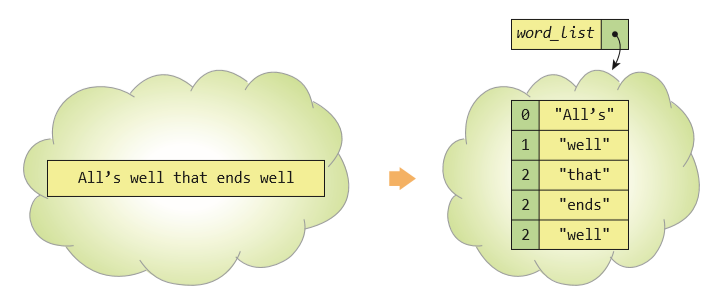 word_list
All’s well that ends well
0 "All’s"
1 "well"
2 "that"
2 "ends"
2 "well"